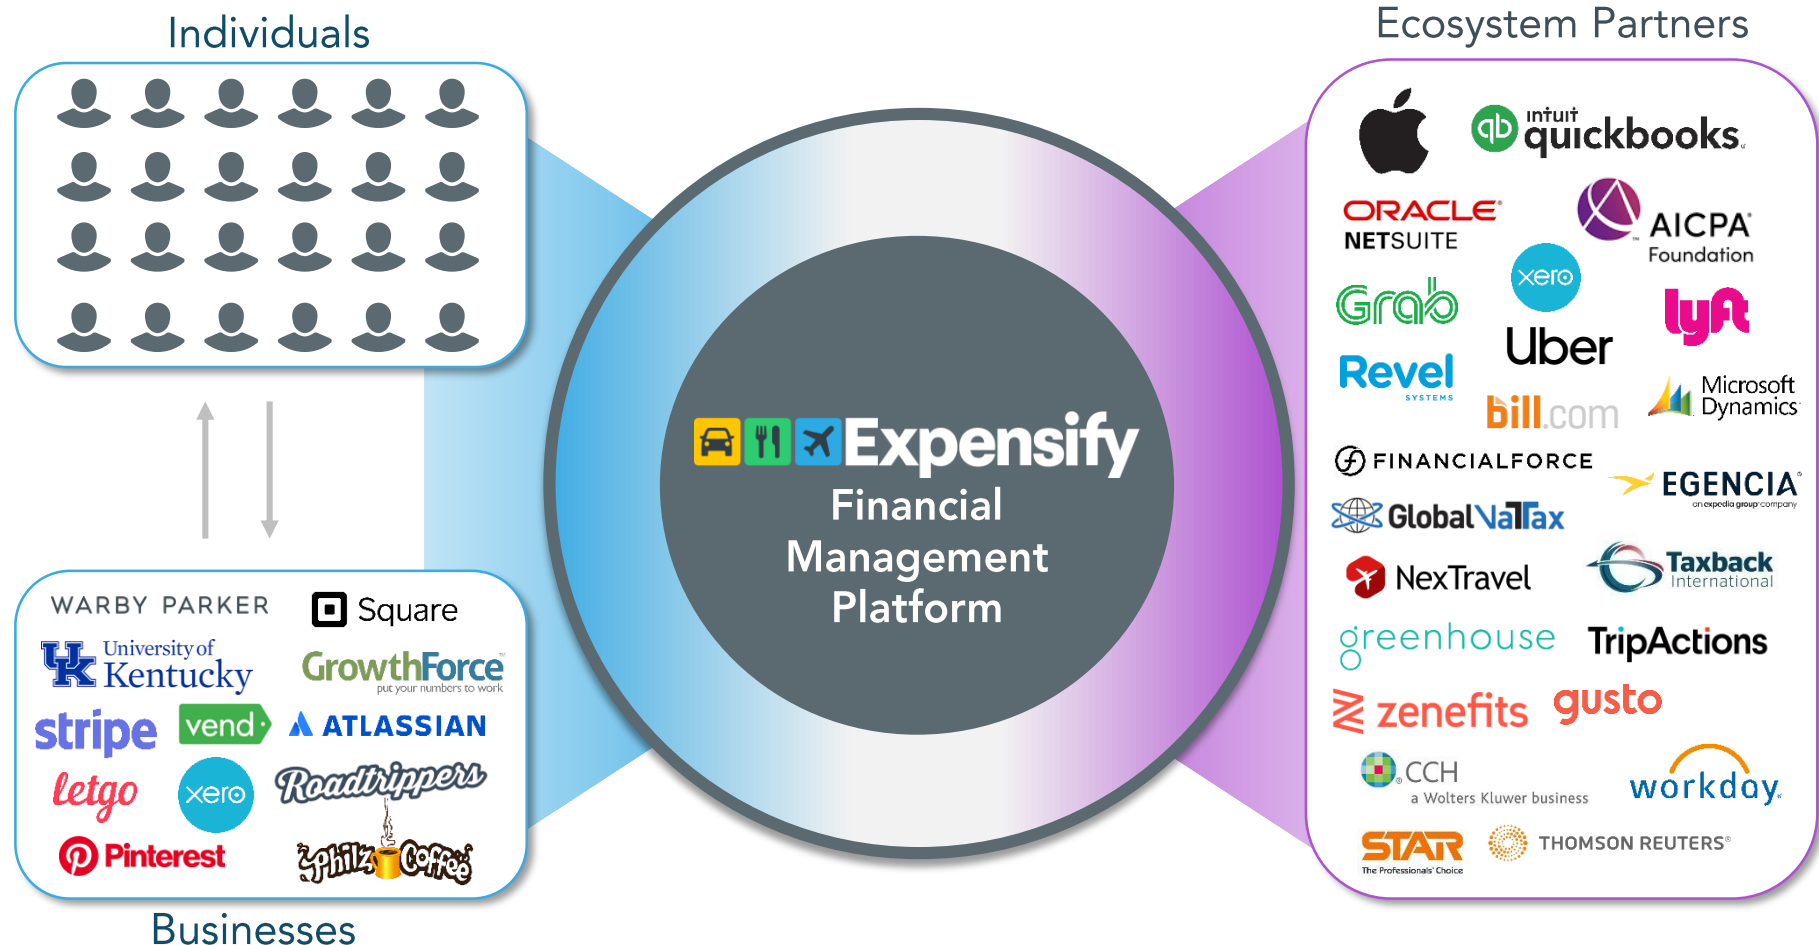 Individuals
WARBY PARKER
Square
University of
Kentucky
GrowthForce™
put your numbers to work
stripe
vend
ATLASSIAN
letgo
xero
Roadtrippers
Pinterest
Philz Coffee
Businesses
Expensify
Financial
Management
Platform
Ecosystem Partners
intuit
qb quickbooks.
ORACLE®
NETSUITE
AICPA®
Foundation
xero
Grab
lyft
Uber
Revel
SYSTEMS
Microsoft
Dynamics
bill.com
FINANCIALFORCE
EGENCIA®
an expedia group company
GlobalVaTax
NexTravel
Taxback
International
greenhouse
TripActions
zenefits
gusto
CCH
a Wolters Kluwer business
workday.
STAR
The Professionals' Choice
THOMSON REUTERS®